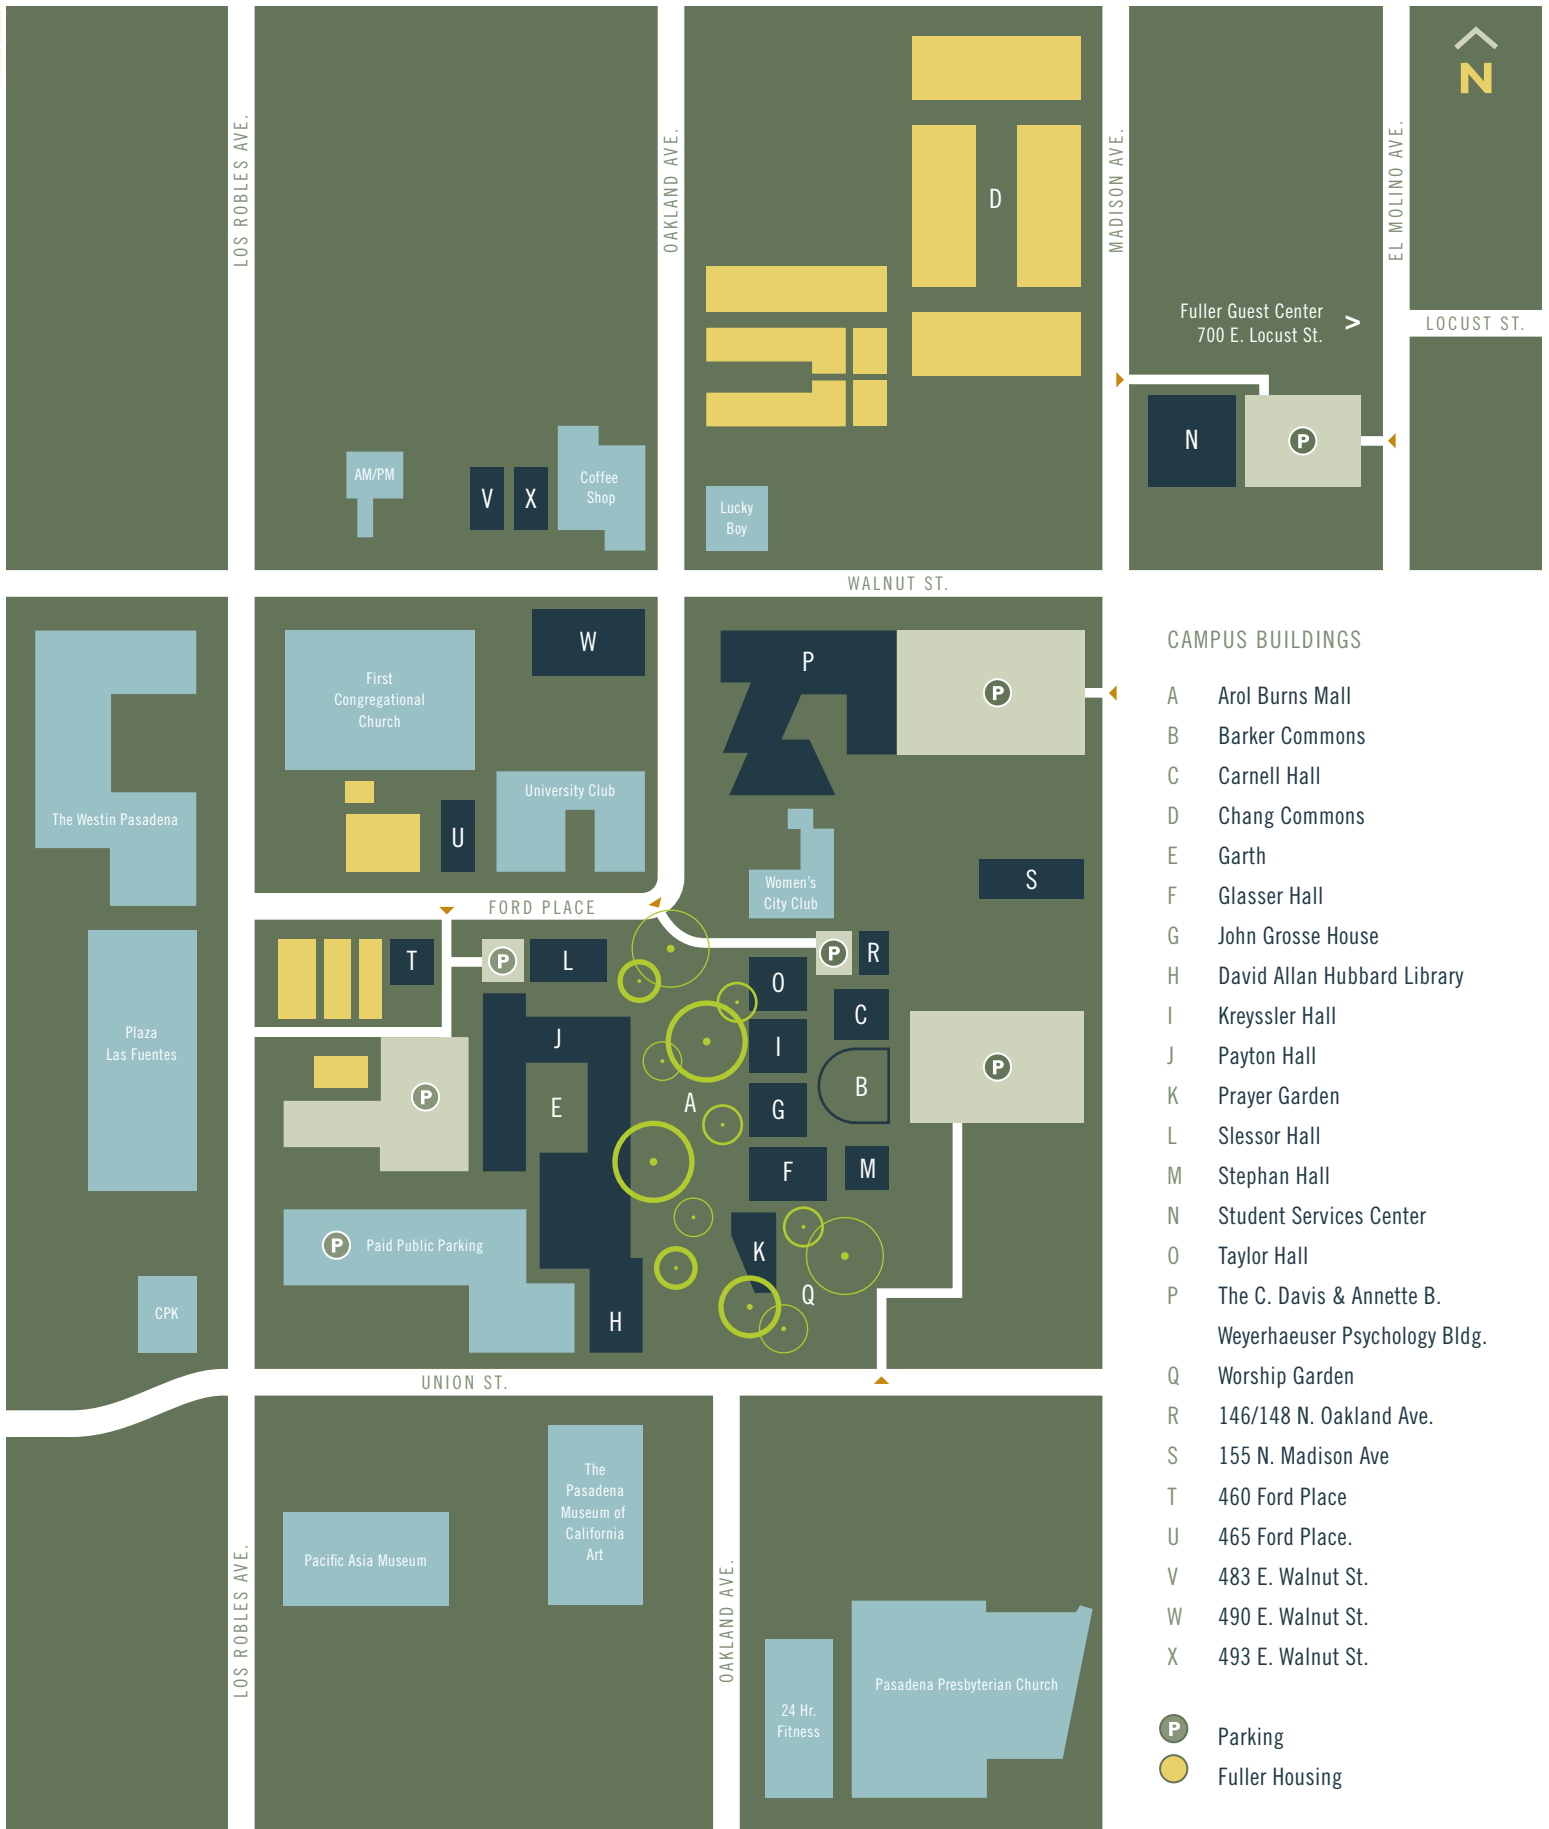 N
LOS ROBLES AVE.
OAKLAND AVE.
MADISON AVE.
EL MOLINO AVE.
D
Fuller Guest Center >
700 E. Locust St.
LOCUST ST.
N
P
AM/PM
V
X
Coffee
Shop
Lucky
Boy
WALNUT ST.
W
First
Congregational
Church
P
P
The Westin Pasadena
University Club
U
Women's
City Club
S
FORD PLACE
T
P
L
P
R
O
C
Plaza
Las Fuentes
J
I
P
B
P
E
A
G
F
M
P
Paid Public Parking
K
Q
CPK
H
UNION ST.
The
Pasadena
Museum of
California
Art
Pacific Asia Museum
LOS ROBLES AVE.
OAKLAND AVE.
24 Hr.
Fitness
Pasadena Presbyterian Church
CAMPUS BUILDINGS
A Arol Burns Mall
B Barker Commons
C Carnell Hall
D Chang Commons
E Garth
F Glasser Hall
G John Grosse House
H David Allan Hubbard Library
I Kreyssler Hall
J Payton Hall
K Prayer Garden
L Slessor Hall
M Stephan Hall
N Student Services Center
O Taylor Hall
P The C. Davis & Annette B.
Weyerhaeuser Psychology Bldg.
Q Worship Garden
R 146/148 N. Oakland Ave.
S 155 N. Madison Ave
T 460 Ford Place
U 465 Ford Place.
V 483 E. Walnut St.
W 490 E. Walnut St.
X 493 E. Walnut St.
P Parking
Fuller Housing